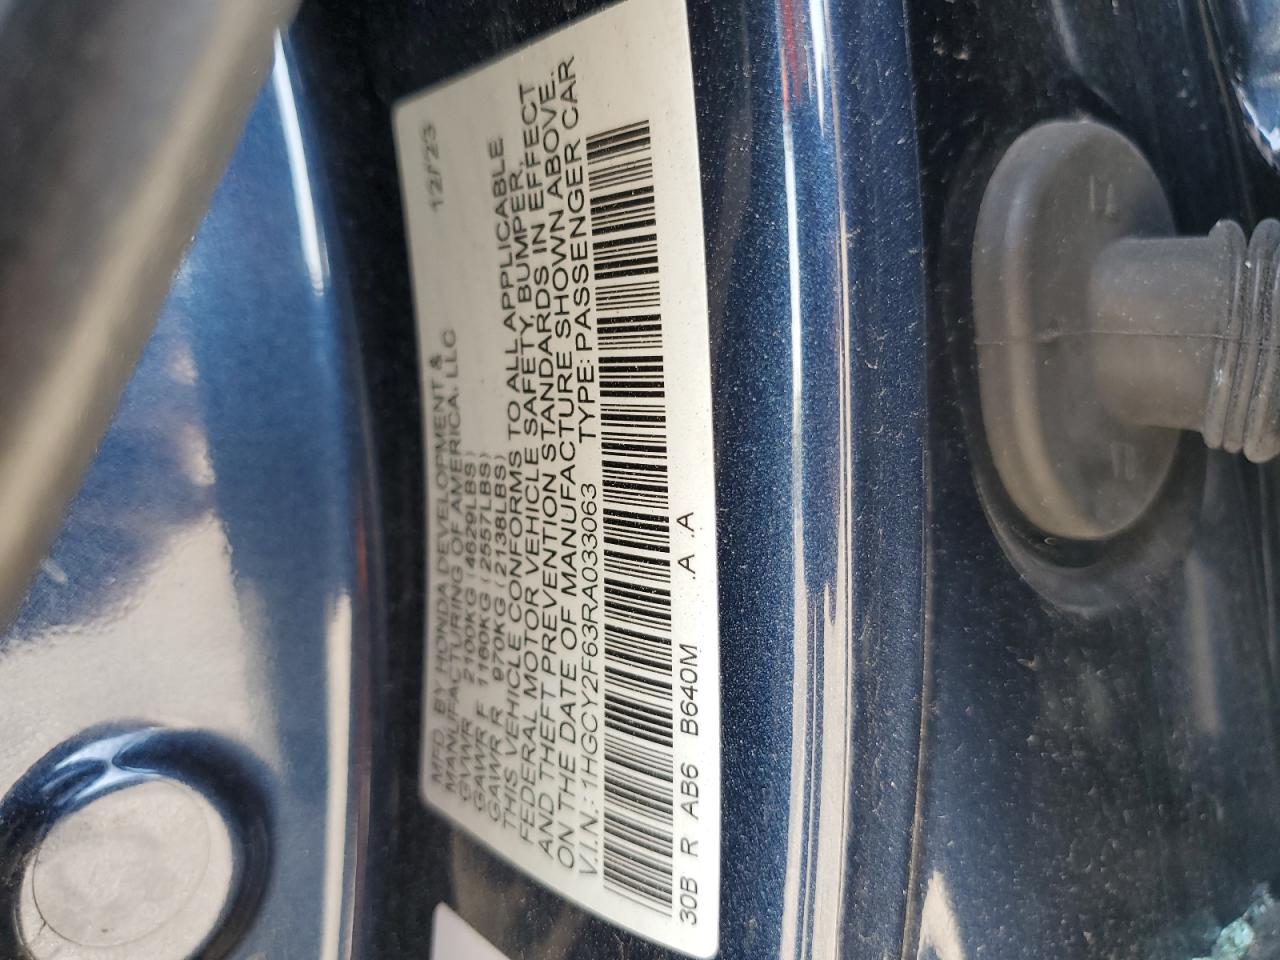 MFD. BY HONDA DEVELOPMENT &
MANUFACTURING OF AMERICA, LLC 12/'23
GVWR 2100KG (4629LBS)
GAWR F 1160KG (2557LBS)
GAWR R 970KG (2138LBS)
THIS VEHICLE CONFORMS TO ALL APPLICABLE
FEDERAL MOTOR VEHICLE SAFETY, BUMPER,
AND THEFT PREVENTION STANDARDS IN EFFECT
ON THE DATE OF MANUFACTURE SHOWN ABOVE.
V.I.N.: 1HGCY2F63RA033063 TYPE: PASSENGER CAR
.A .A
30B R AB6 B640M